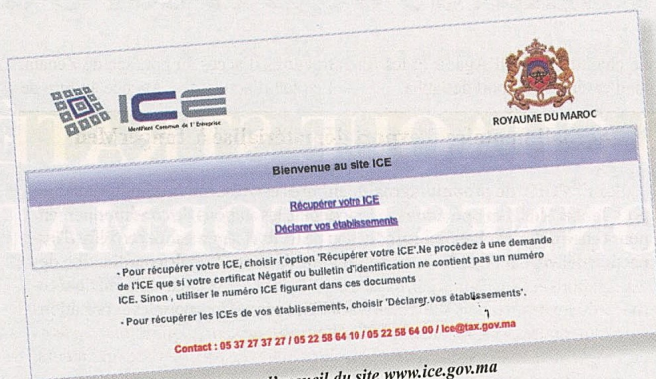 ICE
Identifiant Commun de l'Entreprise
ROYAUME DU MAROC
Bienvenue au site ICE
Récupérer votre ICE
Déclarer vos établissements
- Pour récupérer votre ICE, choisir l'option 'Récupérer votre ICE'.Ne procédez à une demande
de l'ICE que si votre certificat Négatif ou bulletin d'identification ne contient pas un numéro
ICE. Sinon , utiliser le numéro ICE figurant dans ces documents
- Pour récupérer les ICEs de vos établissements, choisir 'Déclarer vos établissements'.
Contact : 05 37 27 37 27 / 05 22 58 64 10 / 05 22 58 64 00 / Ice@tax.gov.ma
du site www.ice.gov.ma